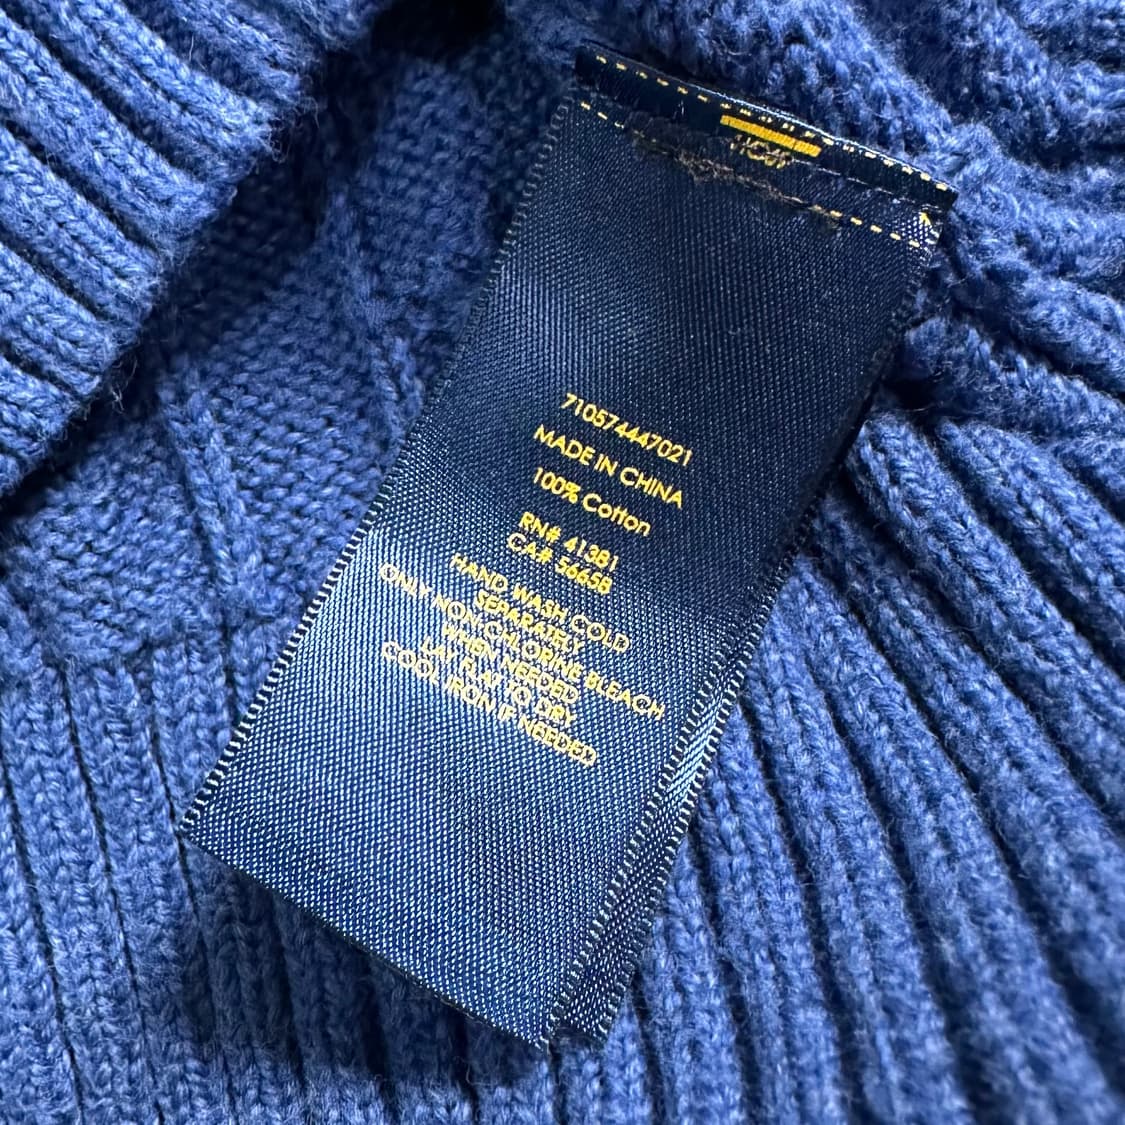 710574447021
MADE IN CHINA
100% Cotton
RN# 41381
CA# 56658
HAND WASH COLD
SEPARATELY
ONLY NON-CHLORINE BLEACH
WHEN NEEDED
LAY FLAT TO DRY
COOL IRON IF NEEDED